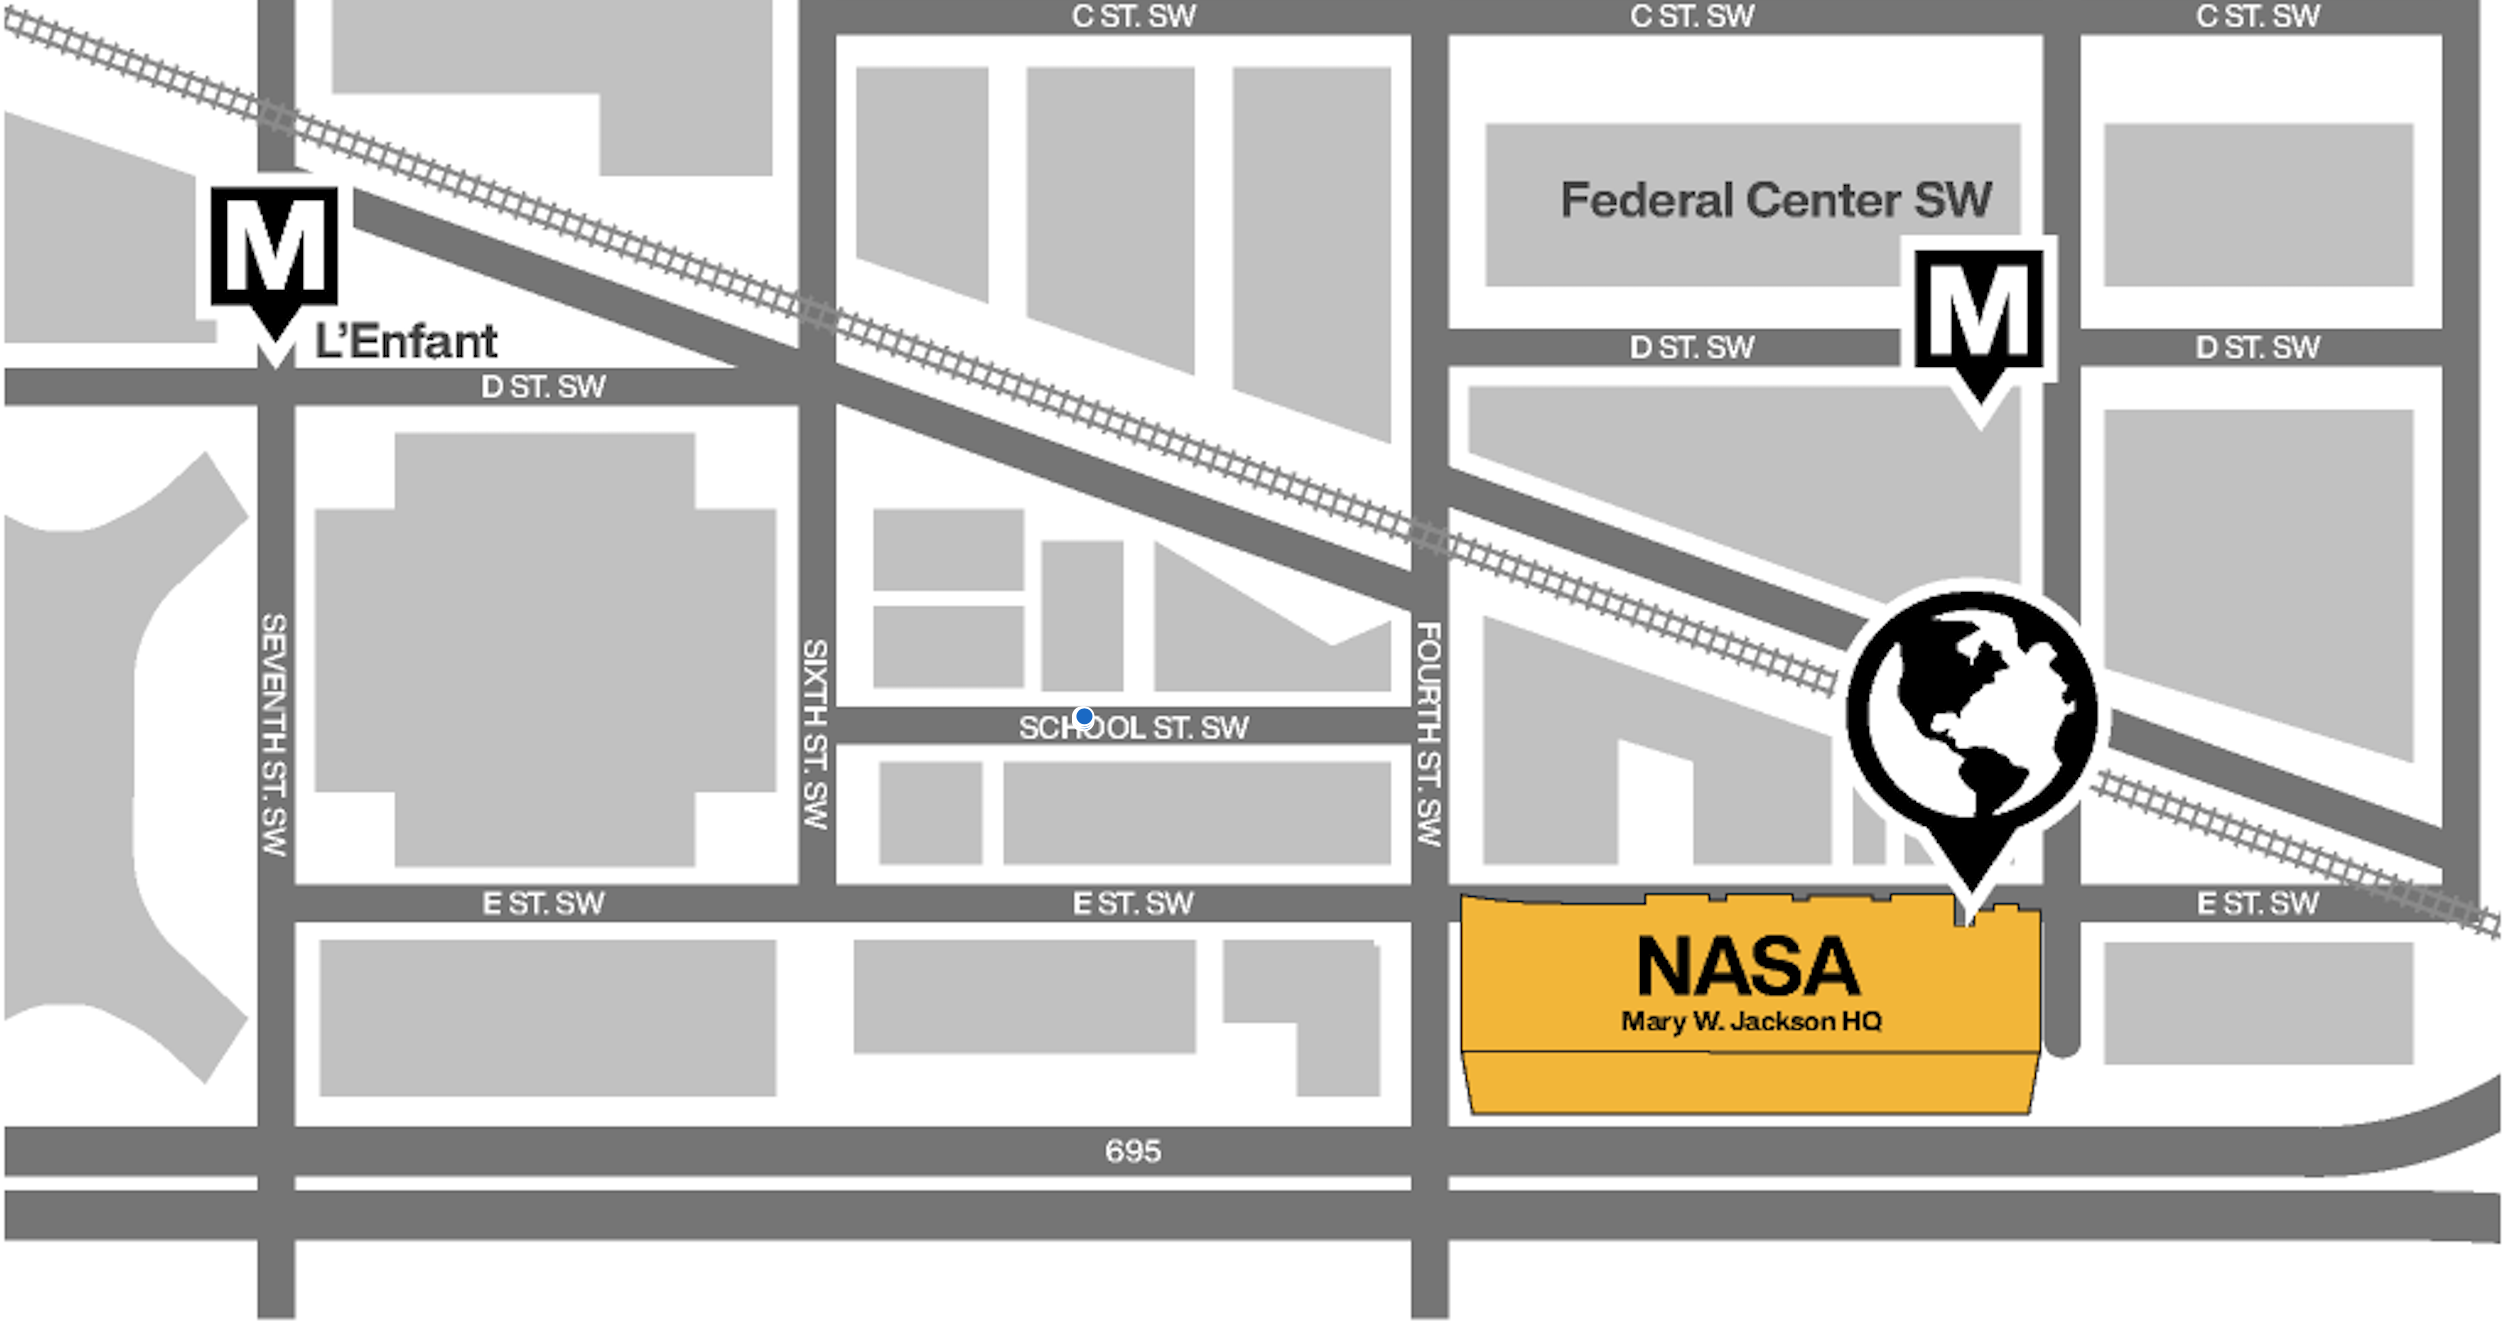 C ST. SW
C ST. SW
C ST. SW
Federal Center SW
M
M
L'Enfant
D ST. SW
D ST. SW
D ST. SW
SEVENTH ST. SW
SIXTH ST. SW
FOURTH ST. SW
SCHOOL ST. SW
E ST. SW
E ST. SW
E ST. SW
NASA
Mary W. Jackson HQ
695